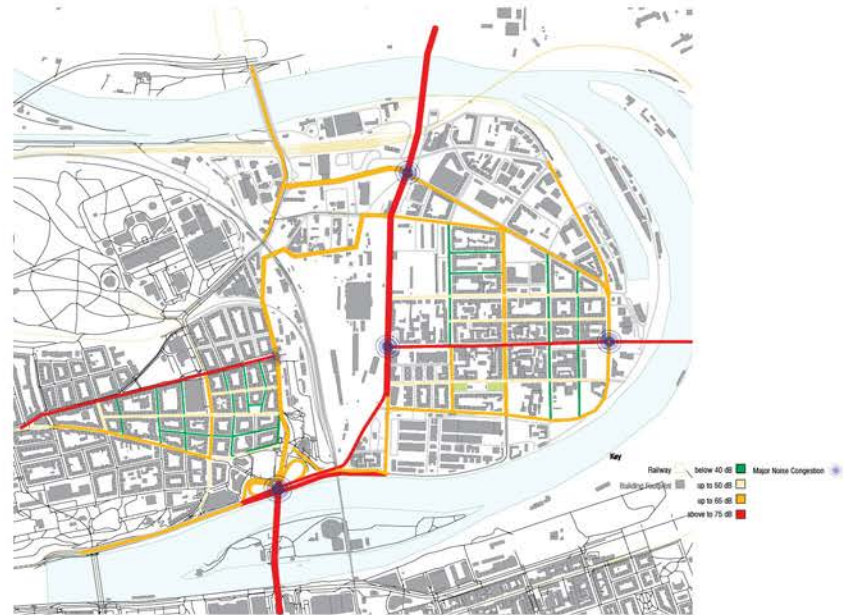 Key
Railway
Building Footprint
below 40 dB
up to 50 dB
up to 65 dB
above to 75 dB
Major Noise Congestion